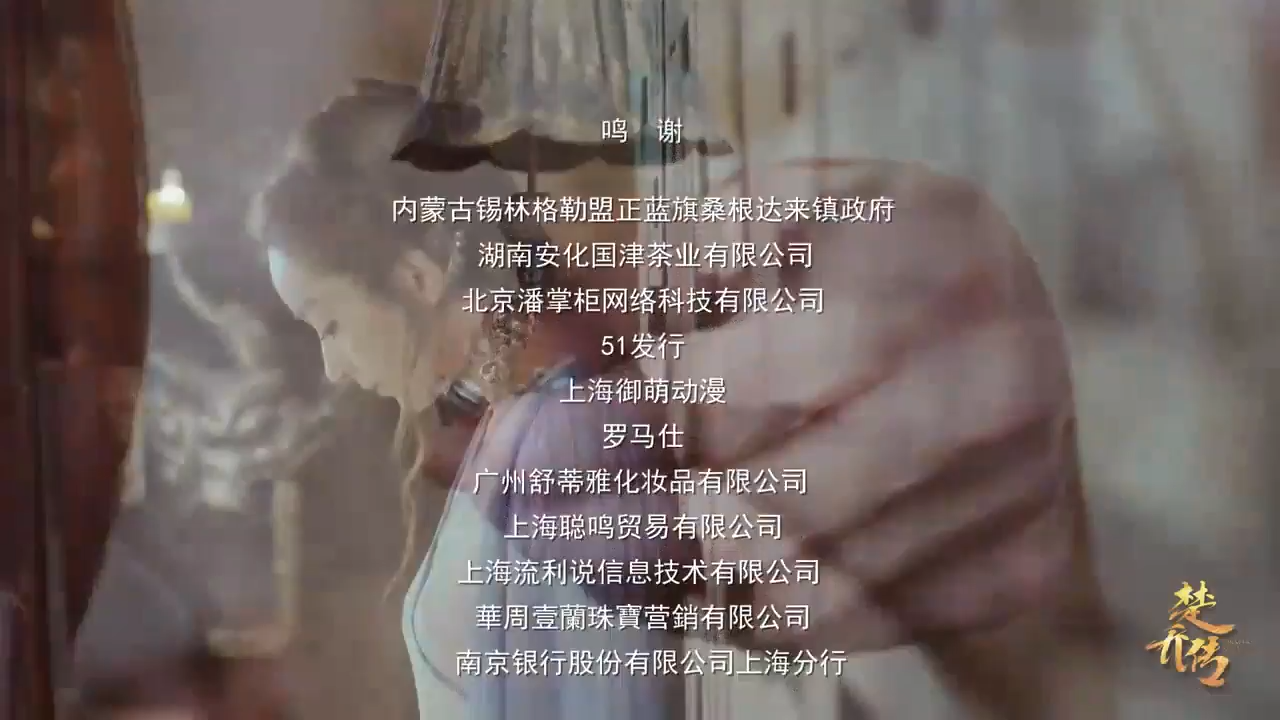 鸣 谢
内蒙古锡林格勒盟正蓝旗桑根达来镇政府
湖南安化国津茶业有限公司
北京潘掌柜网络科技有限公司
51发行
上海御萌动漫
罗马仕
广州舒蒂雅化妆品有限公司
上海聪鸣贸易有限公司
上海流利说信息技术有限公司
華周壹蘭珠寶营銷有限公司
南京银行股份有限公司上海分行
楚乔传